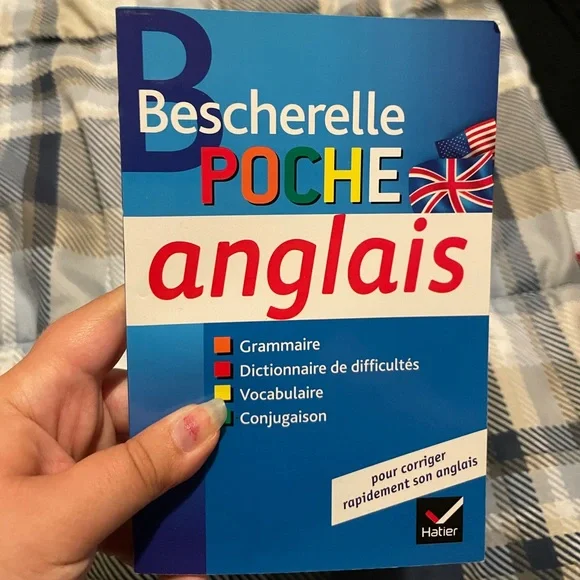 B
Bescherelle
POCHE
anglais
Grammaire
Dictionnaire de difficultés
Vocabulaire
Conjugaison
pour corriger
rapidement son anglais
Hatier